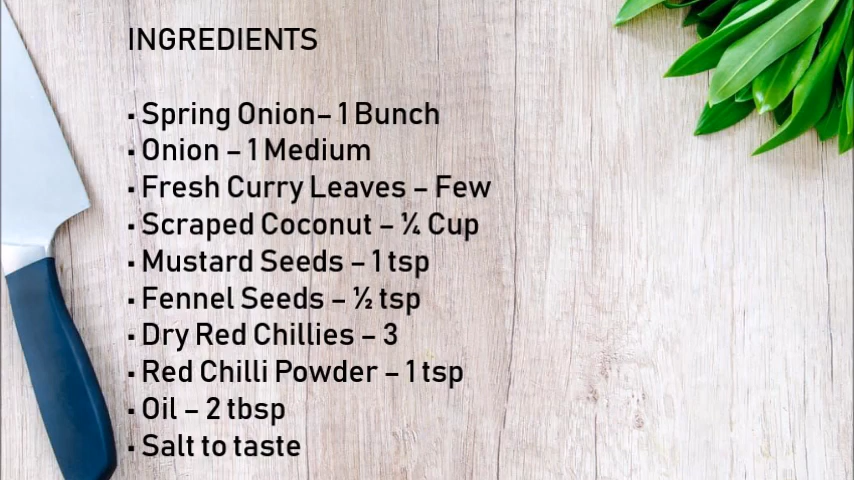 INGREDIENTS
▪ Spring Onion– 1 Bunch
▪ Onion – 1 Medium
▪ Fresh Curry Leaves – Few
▪ Scraped Coconut – ¼ Cup
▪ Mustard Seeds – 1 tsp
▪ Fennel Seeds – ½ tsp
▪ Dry Red Chillies – 3
▪ Red Chilli Powder – 1 tsp
▪ Oil – 2 tbsp
▪ Salt to taste